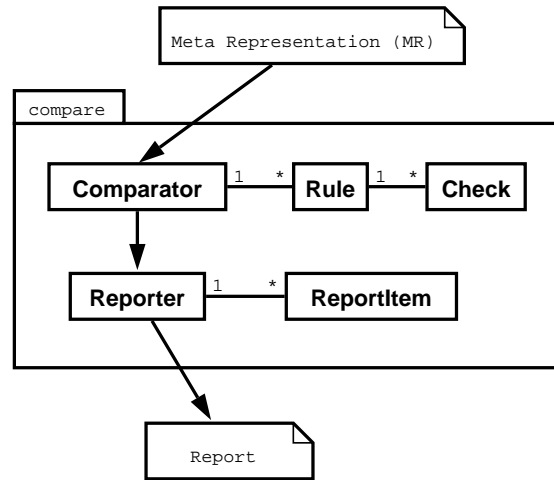 Meta Representation (MR)
compare
Comparator 1 * Rule 1 * Check
Reporter 1 * ReportItem
Report